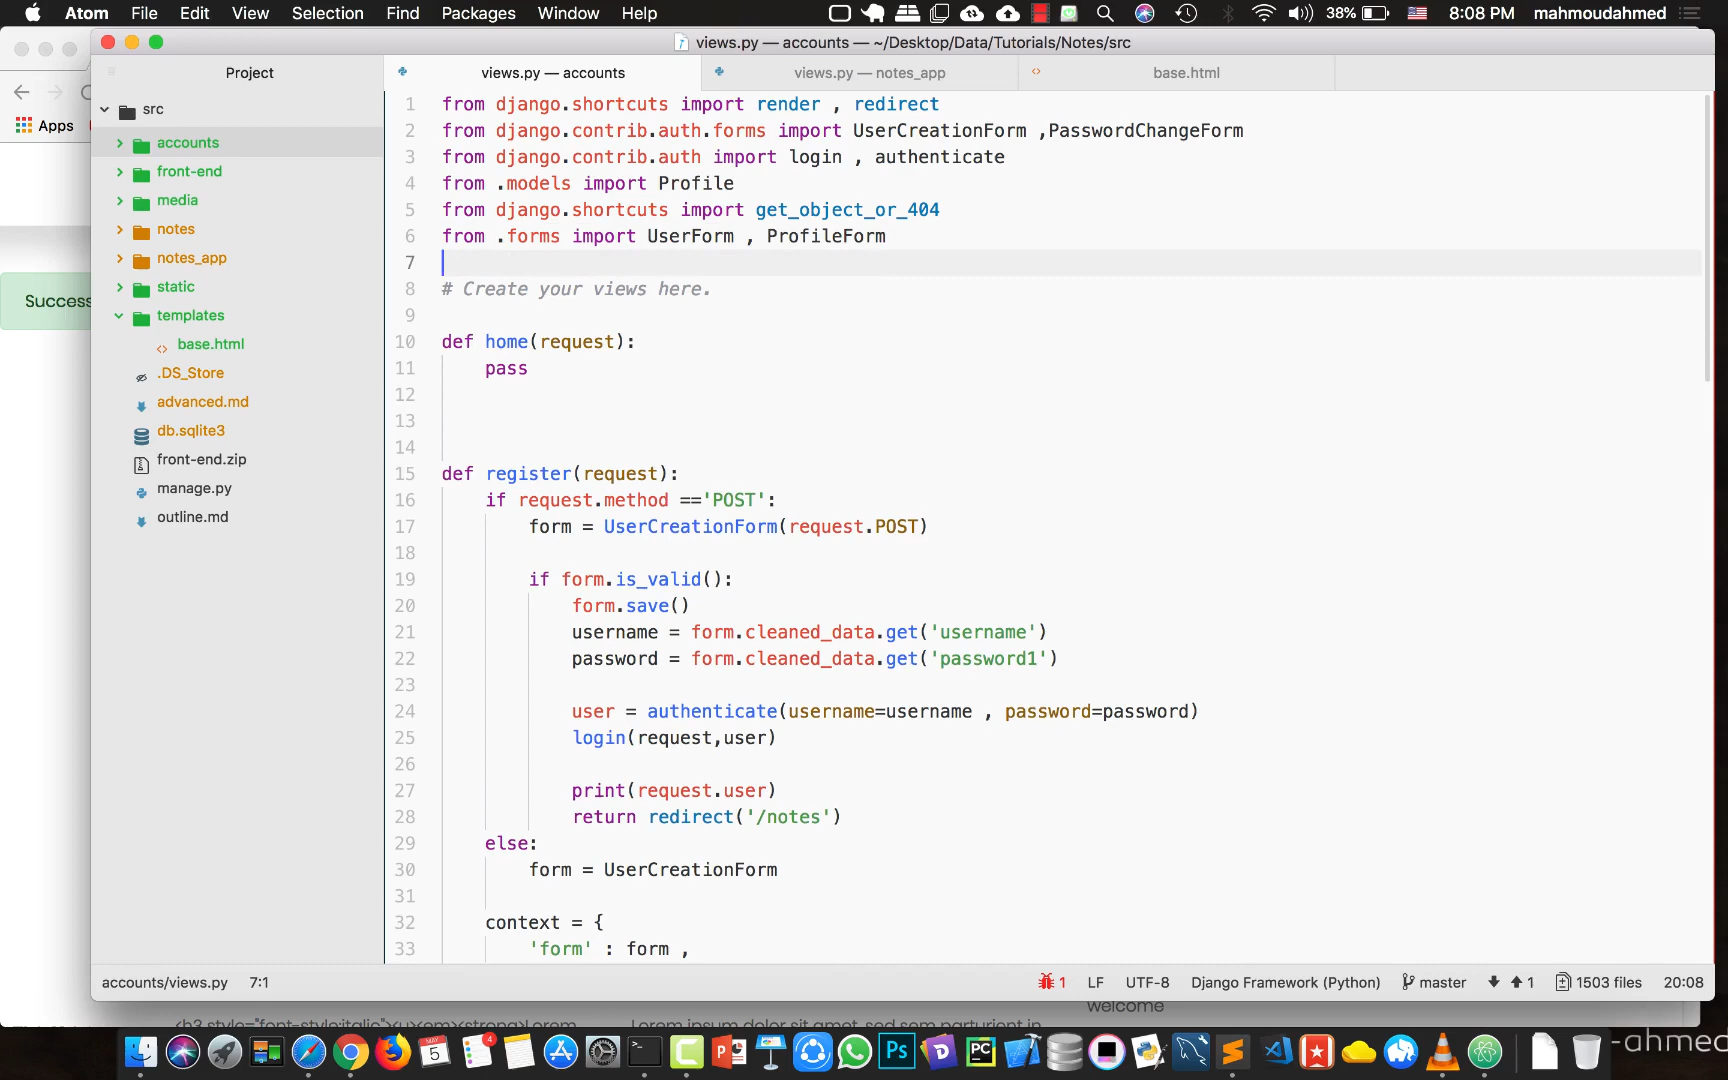 Atom File Edit View Selection Find Packages Window Help 38% 8:08 PM mahmoudahmed
views.py — accounts — ~/Desktop/Data/Tutorials/Notes/src
Project
views.py — accounts
views.py — notes_app
base.html
Apps
Success
src
accounts
front-end
media
notes
notes_app
static
templates
base.html
.DS_Store
advanced.md
db.sqlite3
front-end.zip
manage.py
outline.md
1 from django.shortcuts import render , redirect
2 from django.contrib.auth.forms import UserCreationForm ,PasswordChangeForm
3 from django.contrib.auth import login , authenticate
4 from .models import Profile
5 from django.shortcuts import get_object_or_404
6 from .forms import UserForm , ProfileForm
7
8 # Create your views here.
9
10 def home(request):
11 pass
12
13
14
15 def register(request):
16 if request.method =='POST':
17 form = UserCreationForm(request.POST)
18
19 if form.is_valid():
20 form.save()
21 username = form.cleaned_data.get('username')
22 password = form.cleaned_data.get('password1')
23
24 user = authenticate(username=username , password=password)
25 login(request,user)
26
27 print(request.user)
28 return redirect('/notes')
29 else:
30 form = UserCreationForm
31
32 context = {
33 'form' : form ,
accounts/views.py 7:1 1 LF UTF-8 Django Framework (Python) master 1 1503 files 20:08
welcome
-ahmed